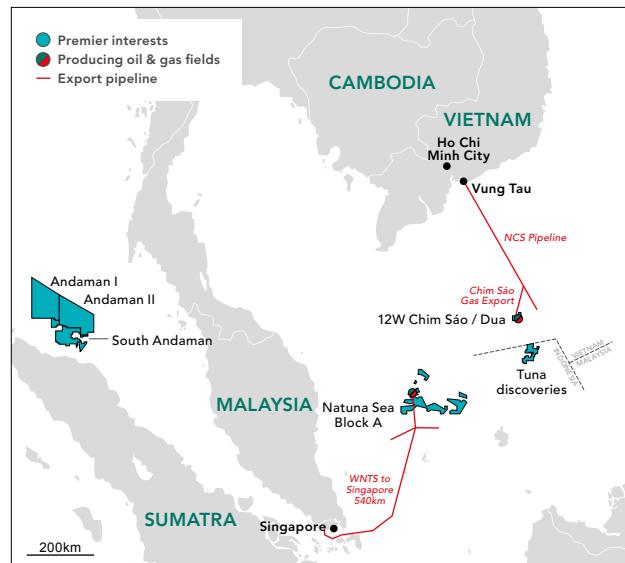 Premier interests
Producing oil & gas fields
Export pipeline
CAMBODIA
VIETNAM
Ho Chi
Minh City
Vung Tau
NCS Pipeline
Chim Sáo
Gas Export
12W Chim Sáo / Dua
Andaman I
Andaman II
South Andaman
VIETNAM
MALAYSIA
INDONESIA
Tuna
discoveries
MALAYSIA
Natuna Sea
Block A
WNTS to
Singapore
540km
SUMATRA
Singapore
200km